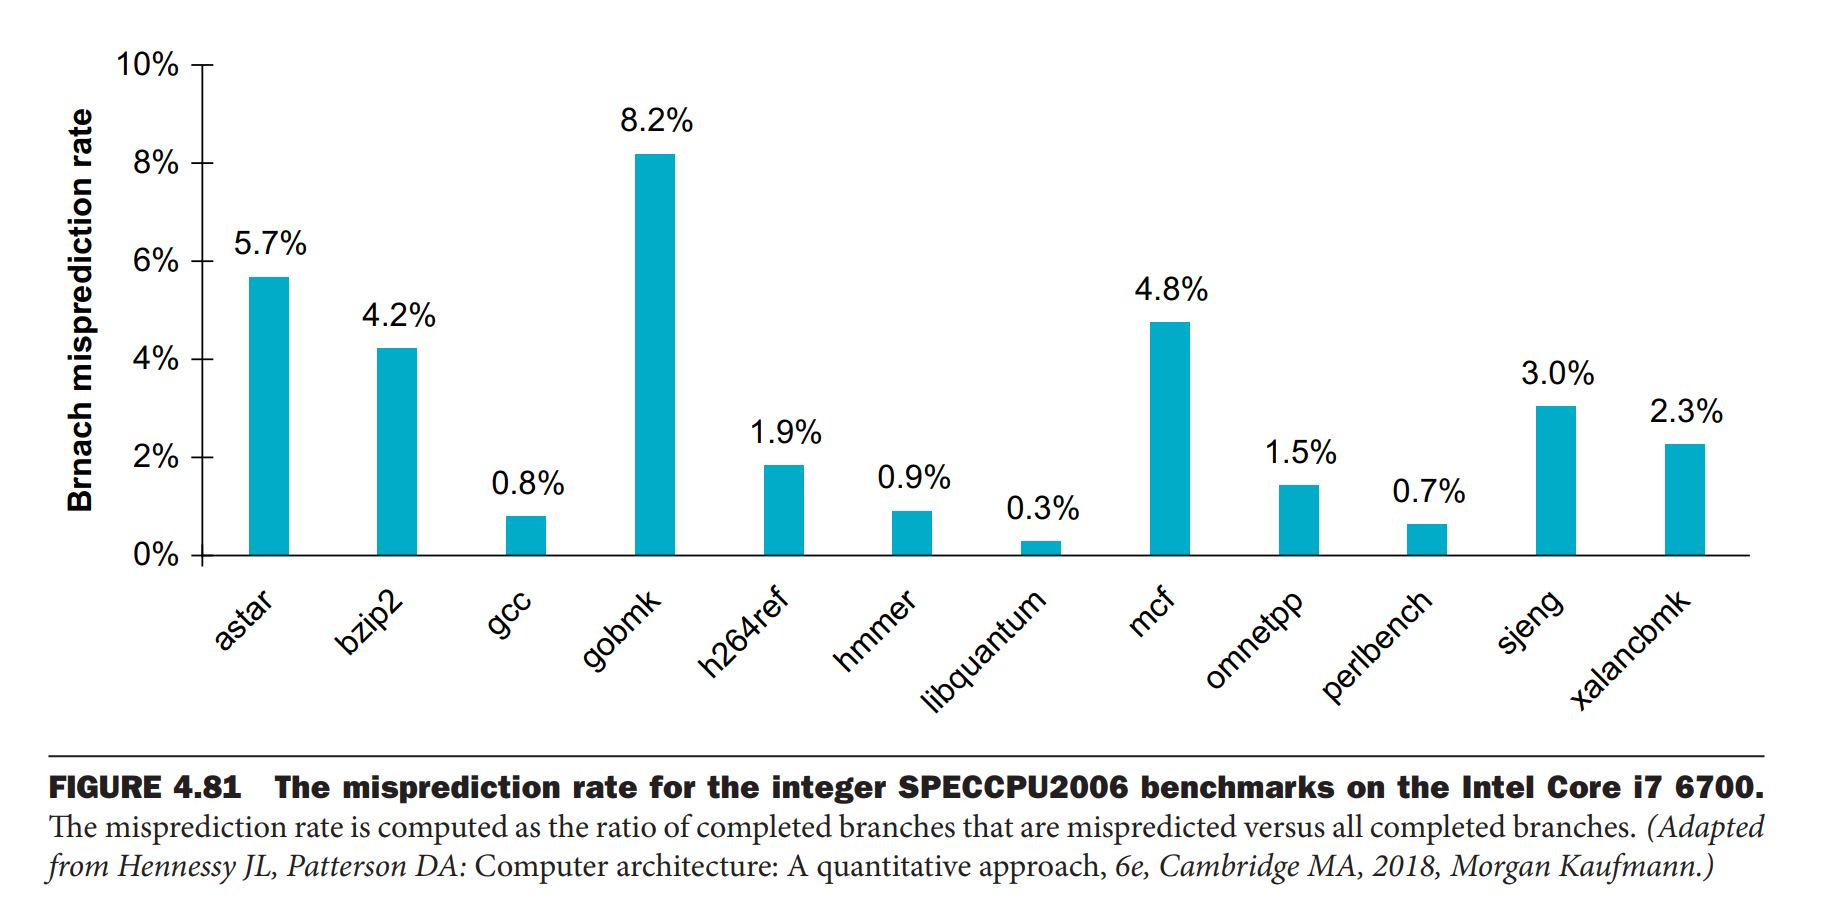 10%
8%
6%
4%
2%
0%
Brnach misprediction rate
5.7%
4.2%
0.8%
8.2%
1.9%
0.9%
0.3%
4.8%
1.5%
0.7%
3.0%
2.3%
astar
bzip2
gcc
gobmk
h264ref
hmmer
libquantum
mcf
omnetpp
perlbench
sjeng
xalancbmk
FIGURE 4.81 The misprediction rate for the integer SPECCPU2006 benchmarks on the Intel Core i7 6700.
The misprediction rate is computed as the ratio of completed branches that are mispredicted versus all completed branches. (Adapted
from Hennessy JL, Patterson DA: Computer architecture: A quantitative approach, 6e, Cambridge MA, 2018, Morgan Kaufmann.)